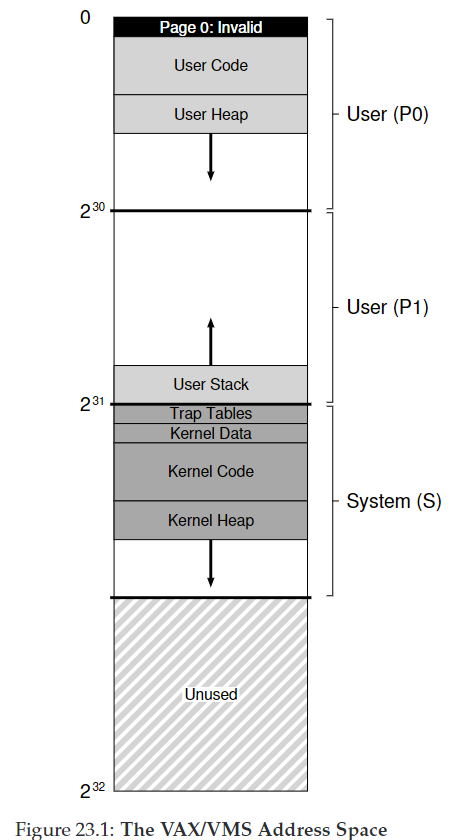 0
Page 0: Invalid
User Code
User Heap
User (P0)
2^30
User (P1)
User Stack
2^31
Trap Tables
Kernel Data
Kernel Code
System (S)
Kernel Heap
Unused
2^32
Figure 23.1: The VAX/VMS Address Space